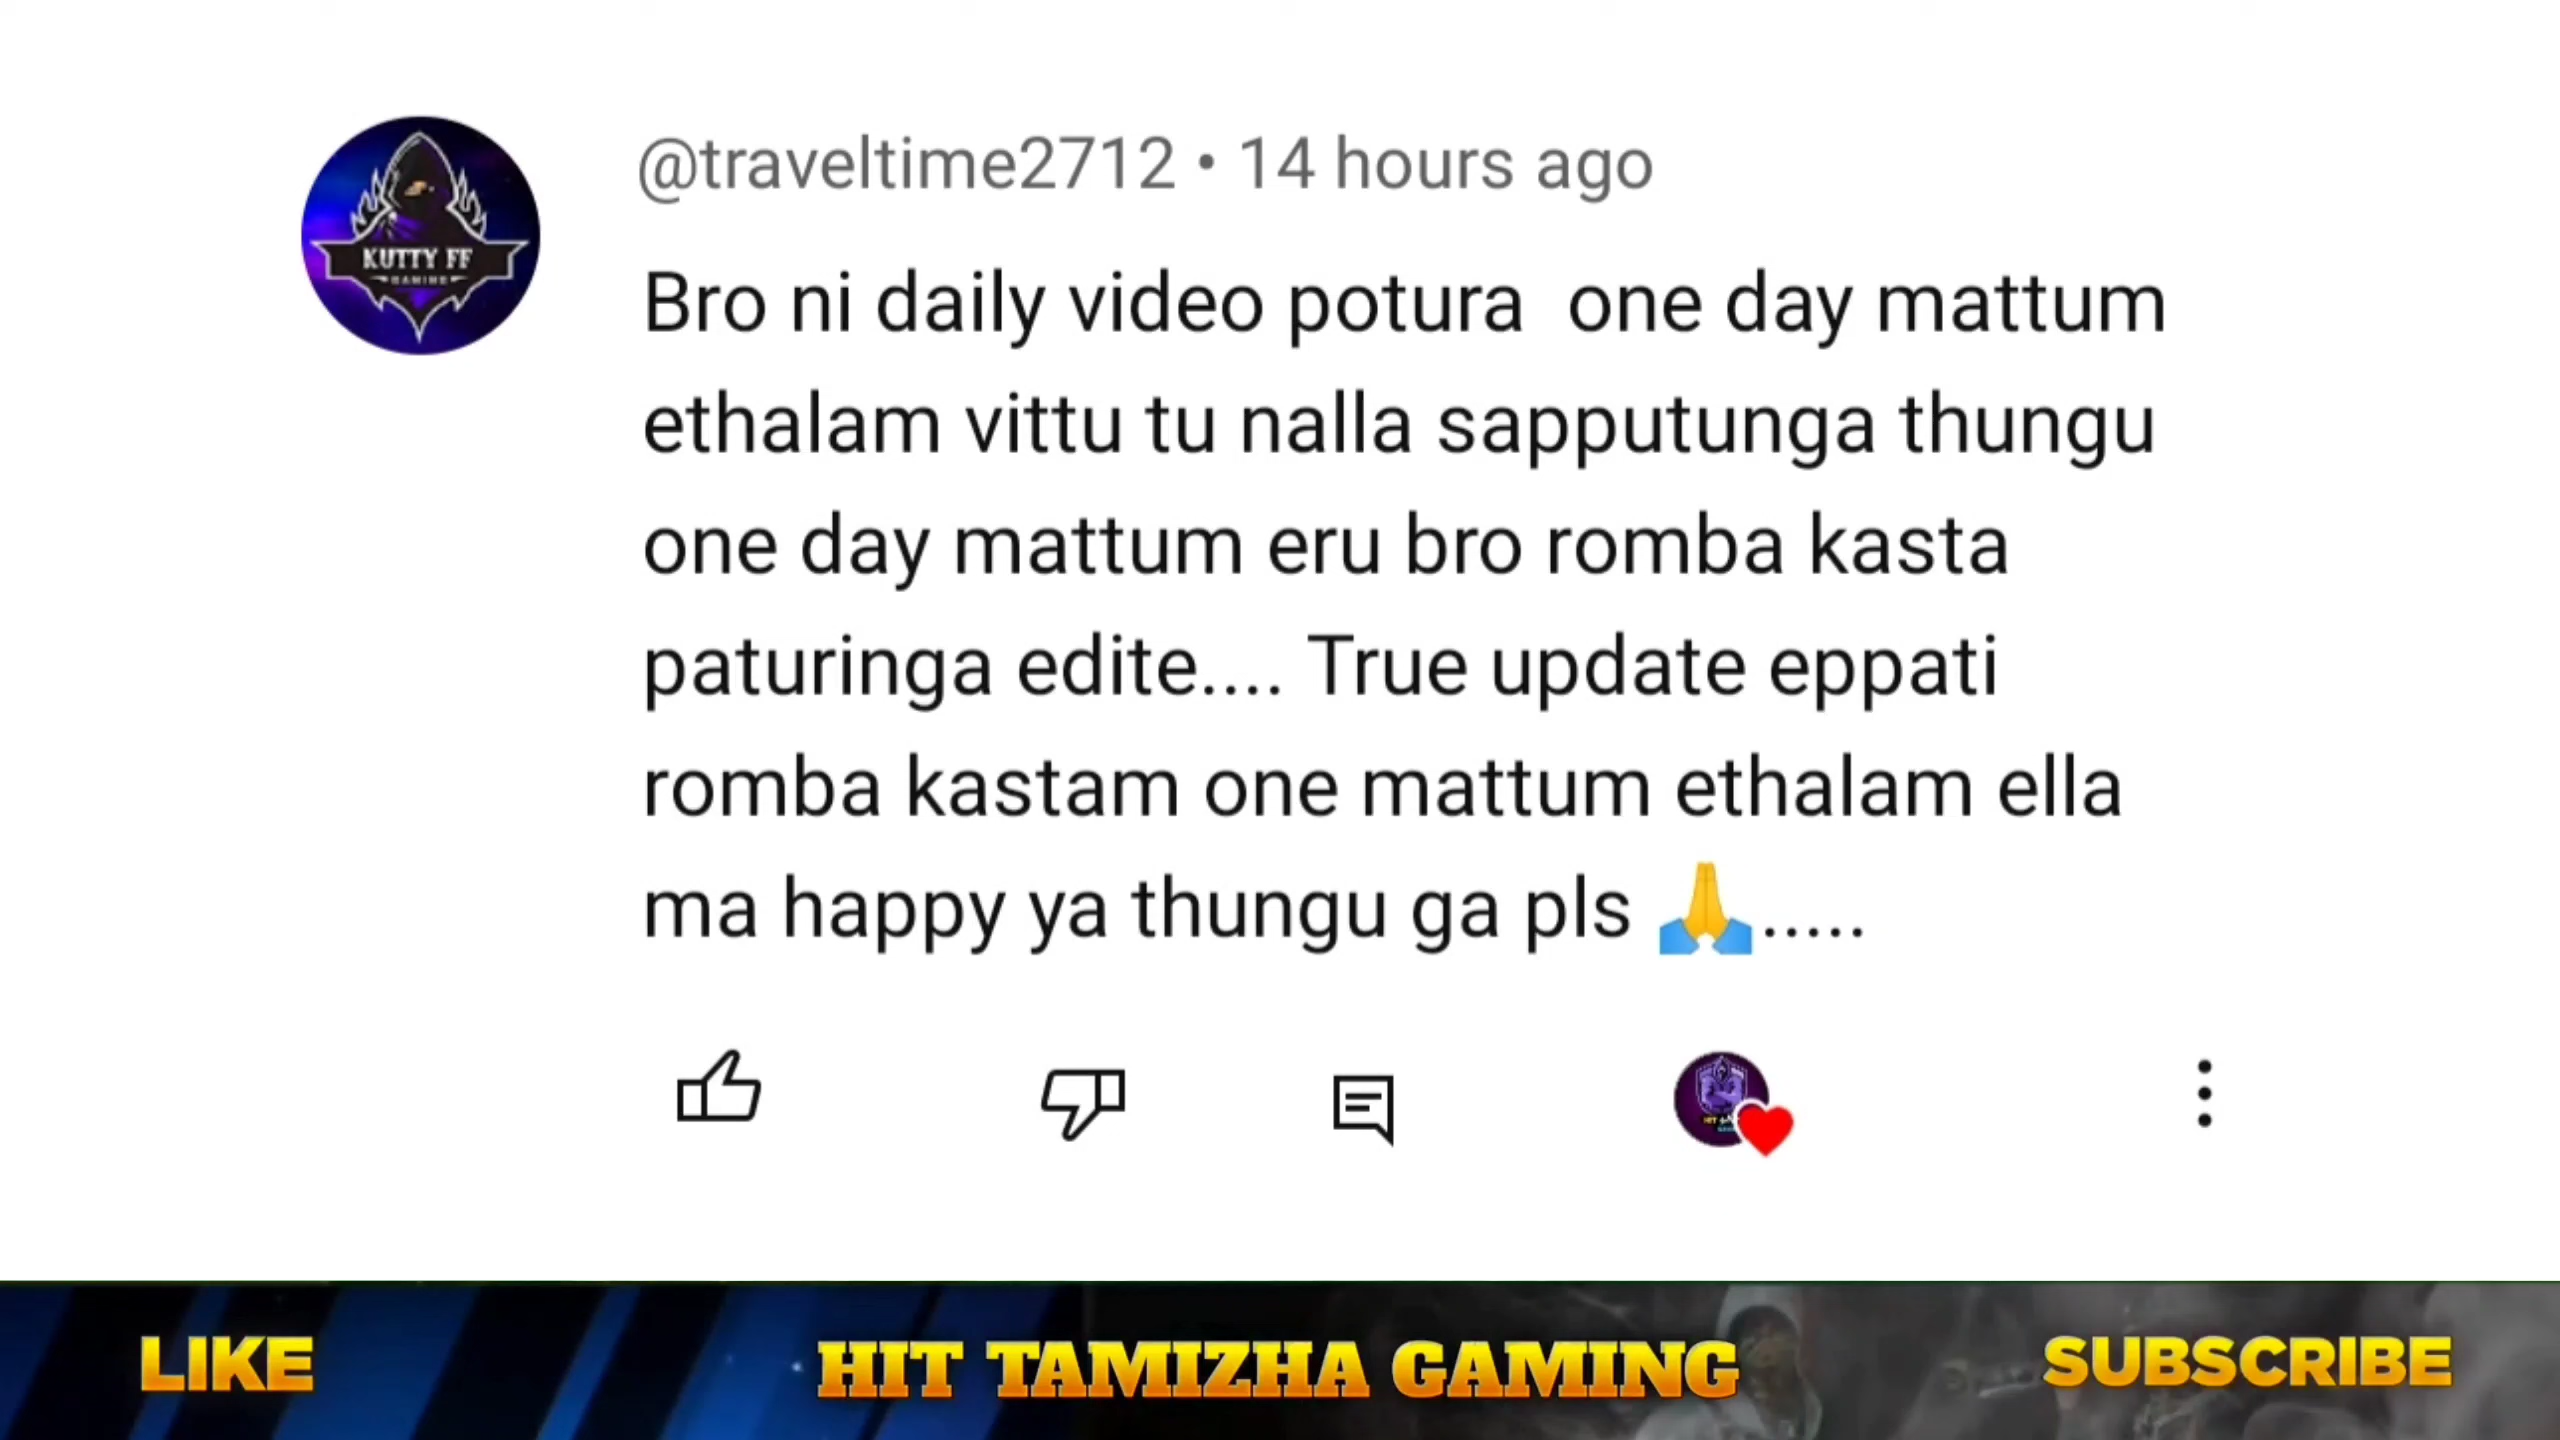 @traveltime2712 • 14 hours ago
KUTTY FF
GAMING
Bro ni daily video potura  one day mattum
ethalam vittu tu nalla sapputunga thungu
one day mattum eru bro romba kasta
paturinga edite.... True update eppati
romba kastam one mattum ethalam ella
ma happy ya thungu ga pls 🙏.....
LIKE
HIT TAMIZHA GAMING
SUBSCRIBE